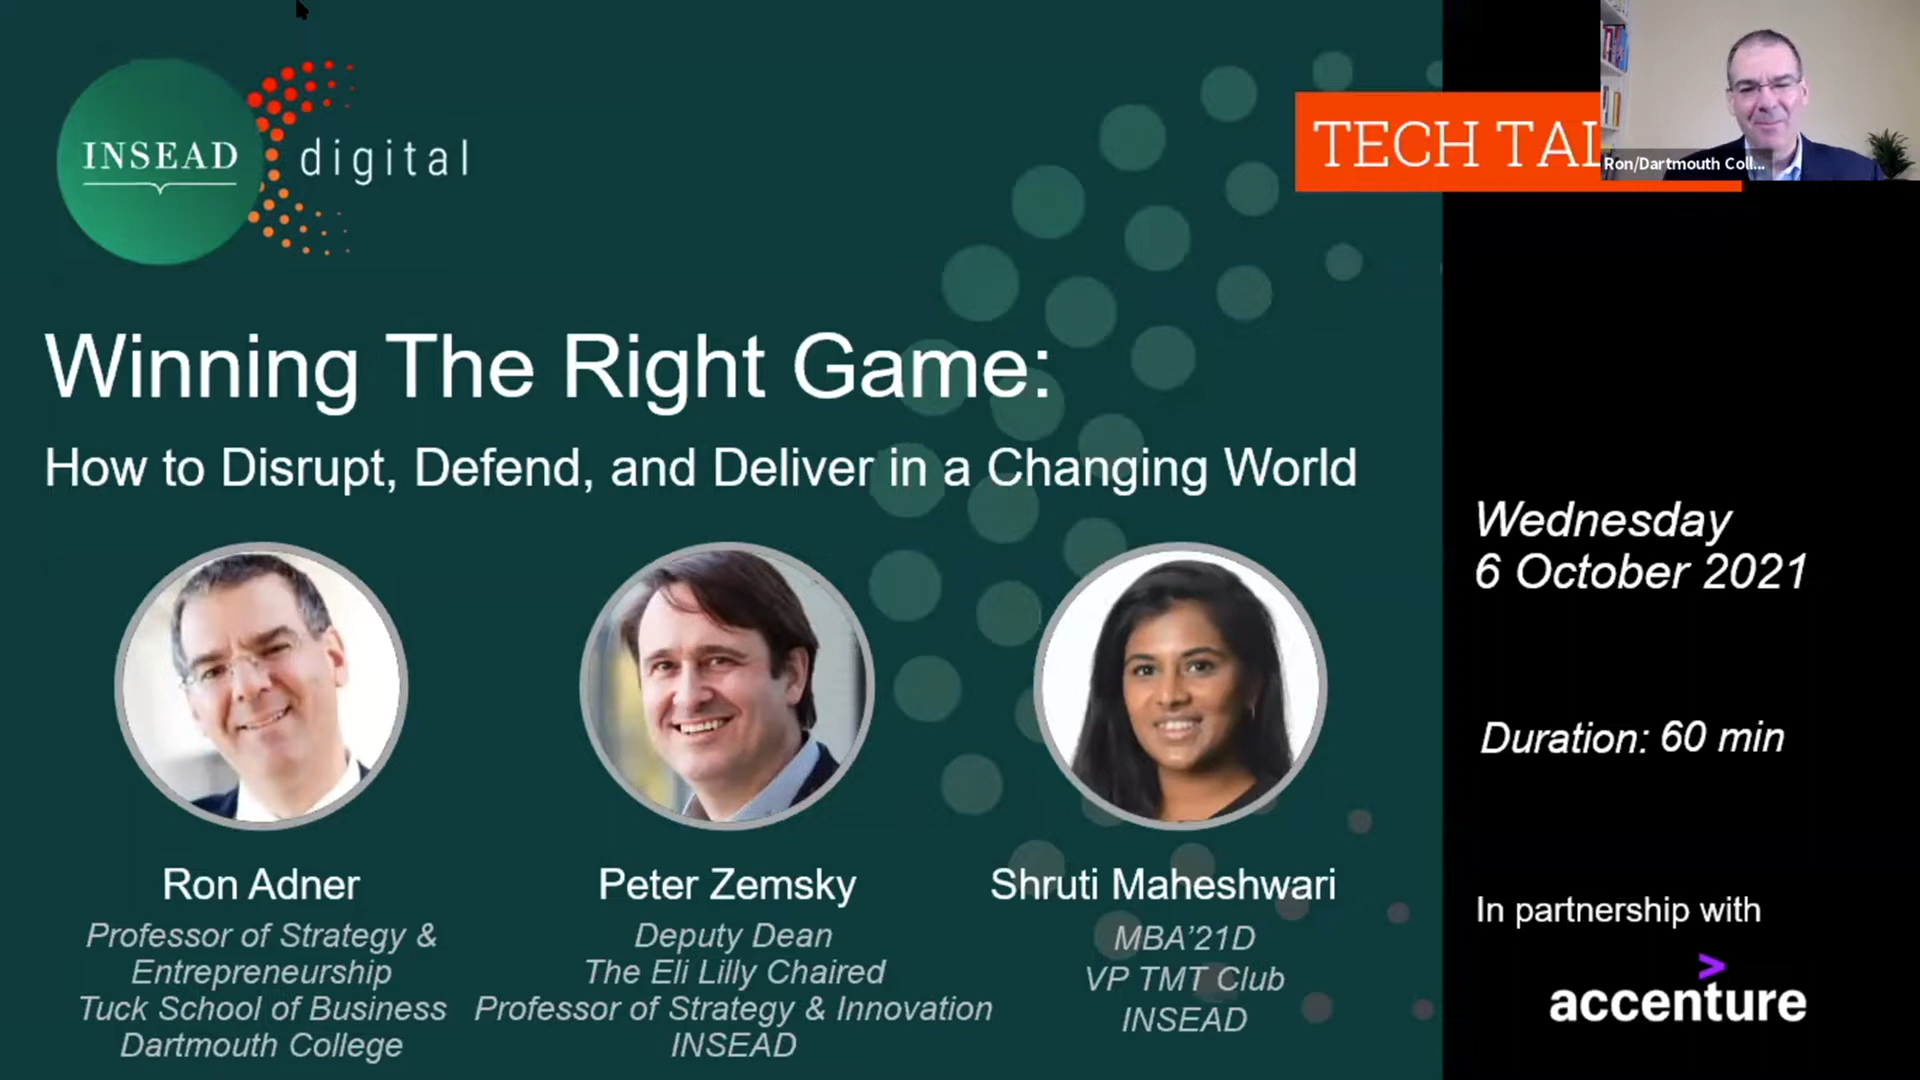 INSEAD
digital
TECH TAL
Ron/Dartmouth Coll...
Winning The Right Game:
How to Disrupt, Defend, and Deliver in a Changing World
Wednesday
6 October 2021
Duration: 60 min
Ron Adner
Professor of Strategy &
Entrepreneurship
Tuck School of Business
Dartmouth College
Peter Zemsky
Deputy Dean
The Eli Lilly Chaired
Professor of Strategy & Innovation
INSEAD
Shruti Maheshwari
MBA'21D
VP TMT Club
INSEAD
In partnership with
accenture